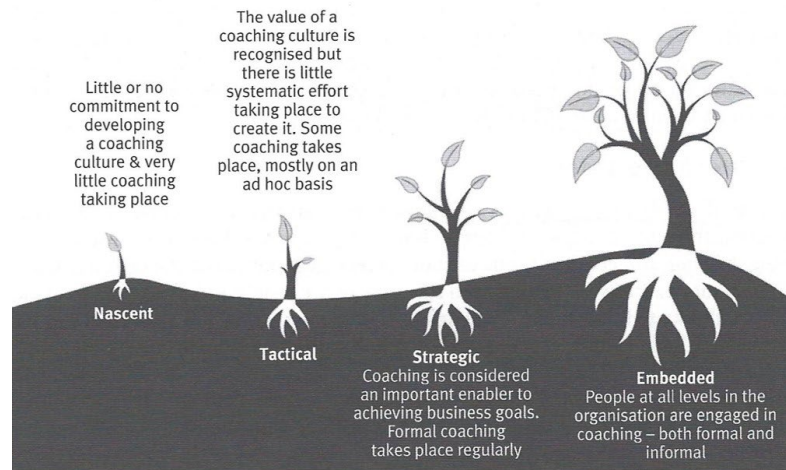 Little or no
commitment to
developing
a coaching
culture & very
little coaching
taking place
Nascent
The value of a
coaching culture is
recognised but
there is little
systematic effort
taking place to
create it. Some
coaching takes
place, mostly on an
ad hoc basis
Tactical
Strategic
Coaching is considered
an important enabler to
achieving business goals.
Formal coaching
takes place regularly
Embedded
People at all levels in the
organisation are engaged in
coaching – both formal and
informal